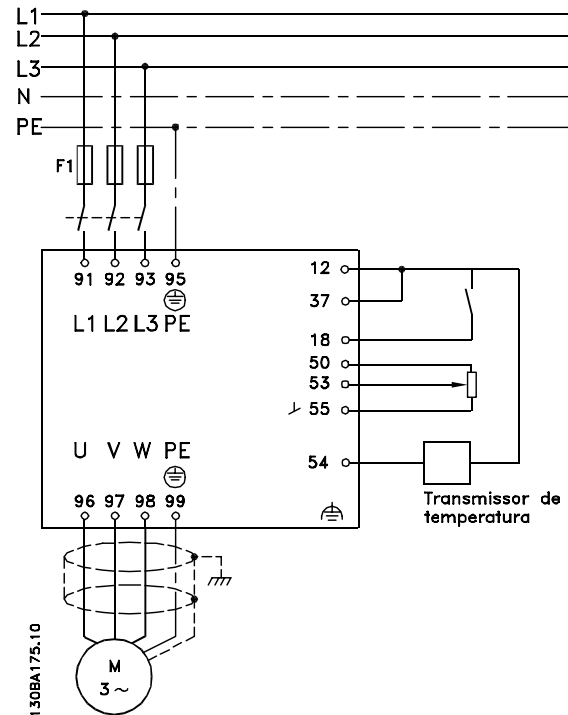 L1
L2
L3
N
PE
F1
91 92 93 95
L1 L2 L3 PE
12
37
18
50
53
55
54
U V W PE
96 97 98 99
Transmissor de
temperatura
M
3 ~
130BA175.10